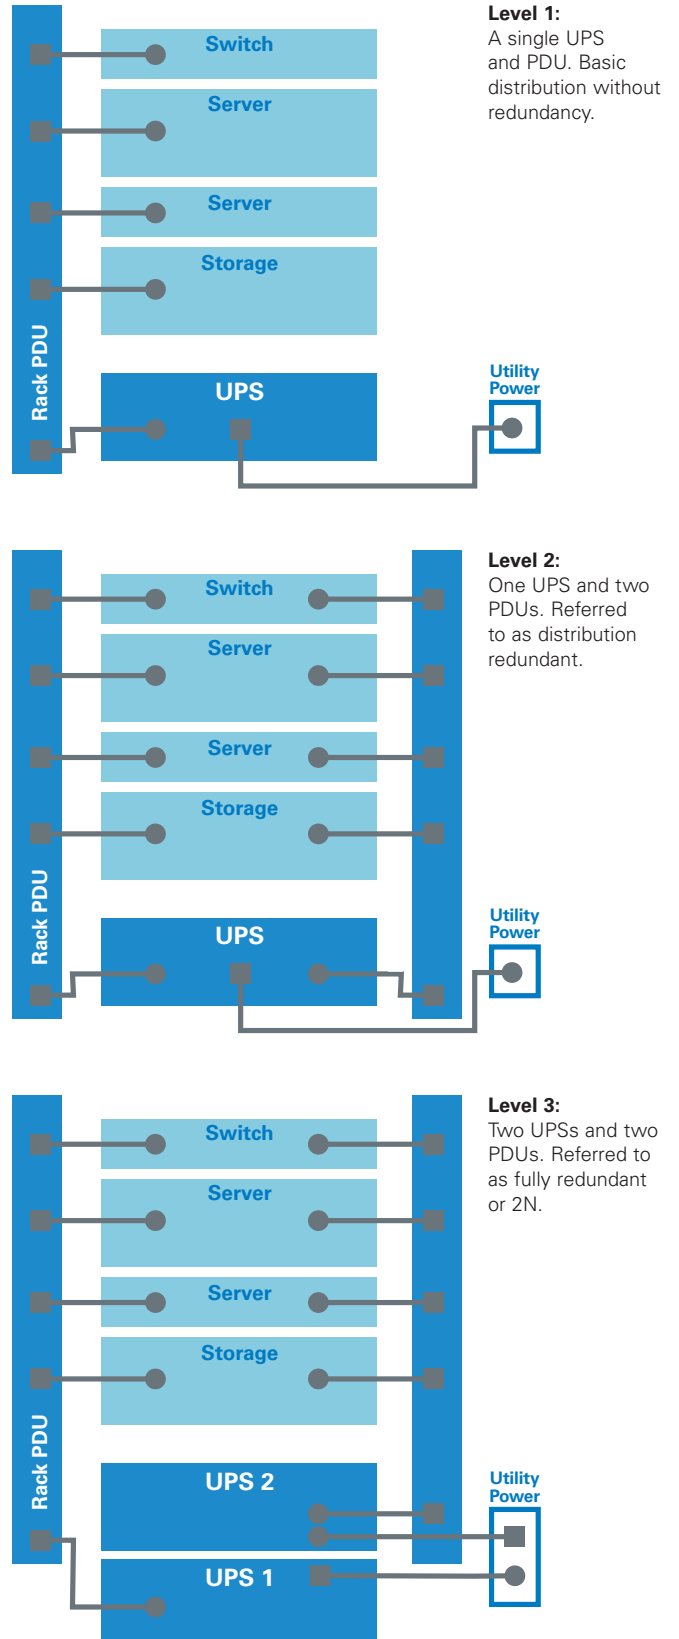 Level 1:
A single UPS
and PDU. Basic
distribution without
redundancy.
Switch
Server
Server
Storage
Rack PDU
UPS
Utility
Power
Level 2:
One UPS and two
PDUs. Referred
to as distribution
redundant.
Switch
Server
Server
Storage
Rack PDU
UPS
Utility
Power
Level 3:
Two UPSs and two
PDUs. Referred to
as fully redundant
or 2N.
Switch
Server
Server
Storage
Rack PDU
UPS 2
Utility
Power
UPS 1